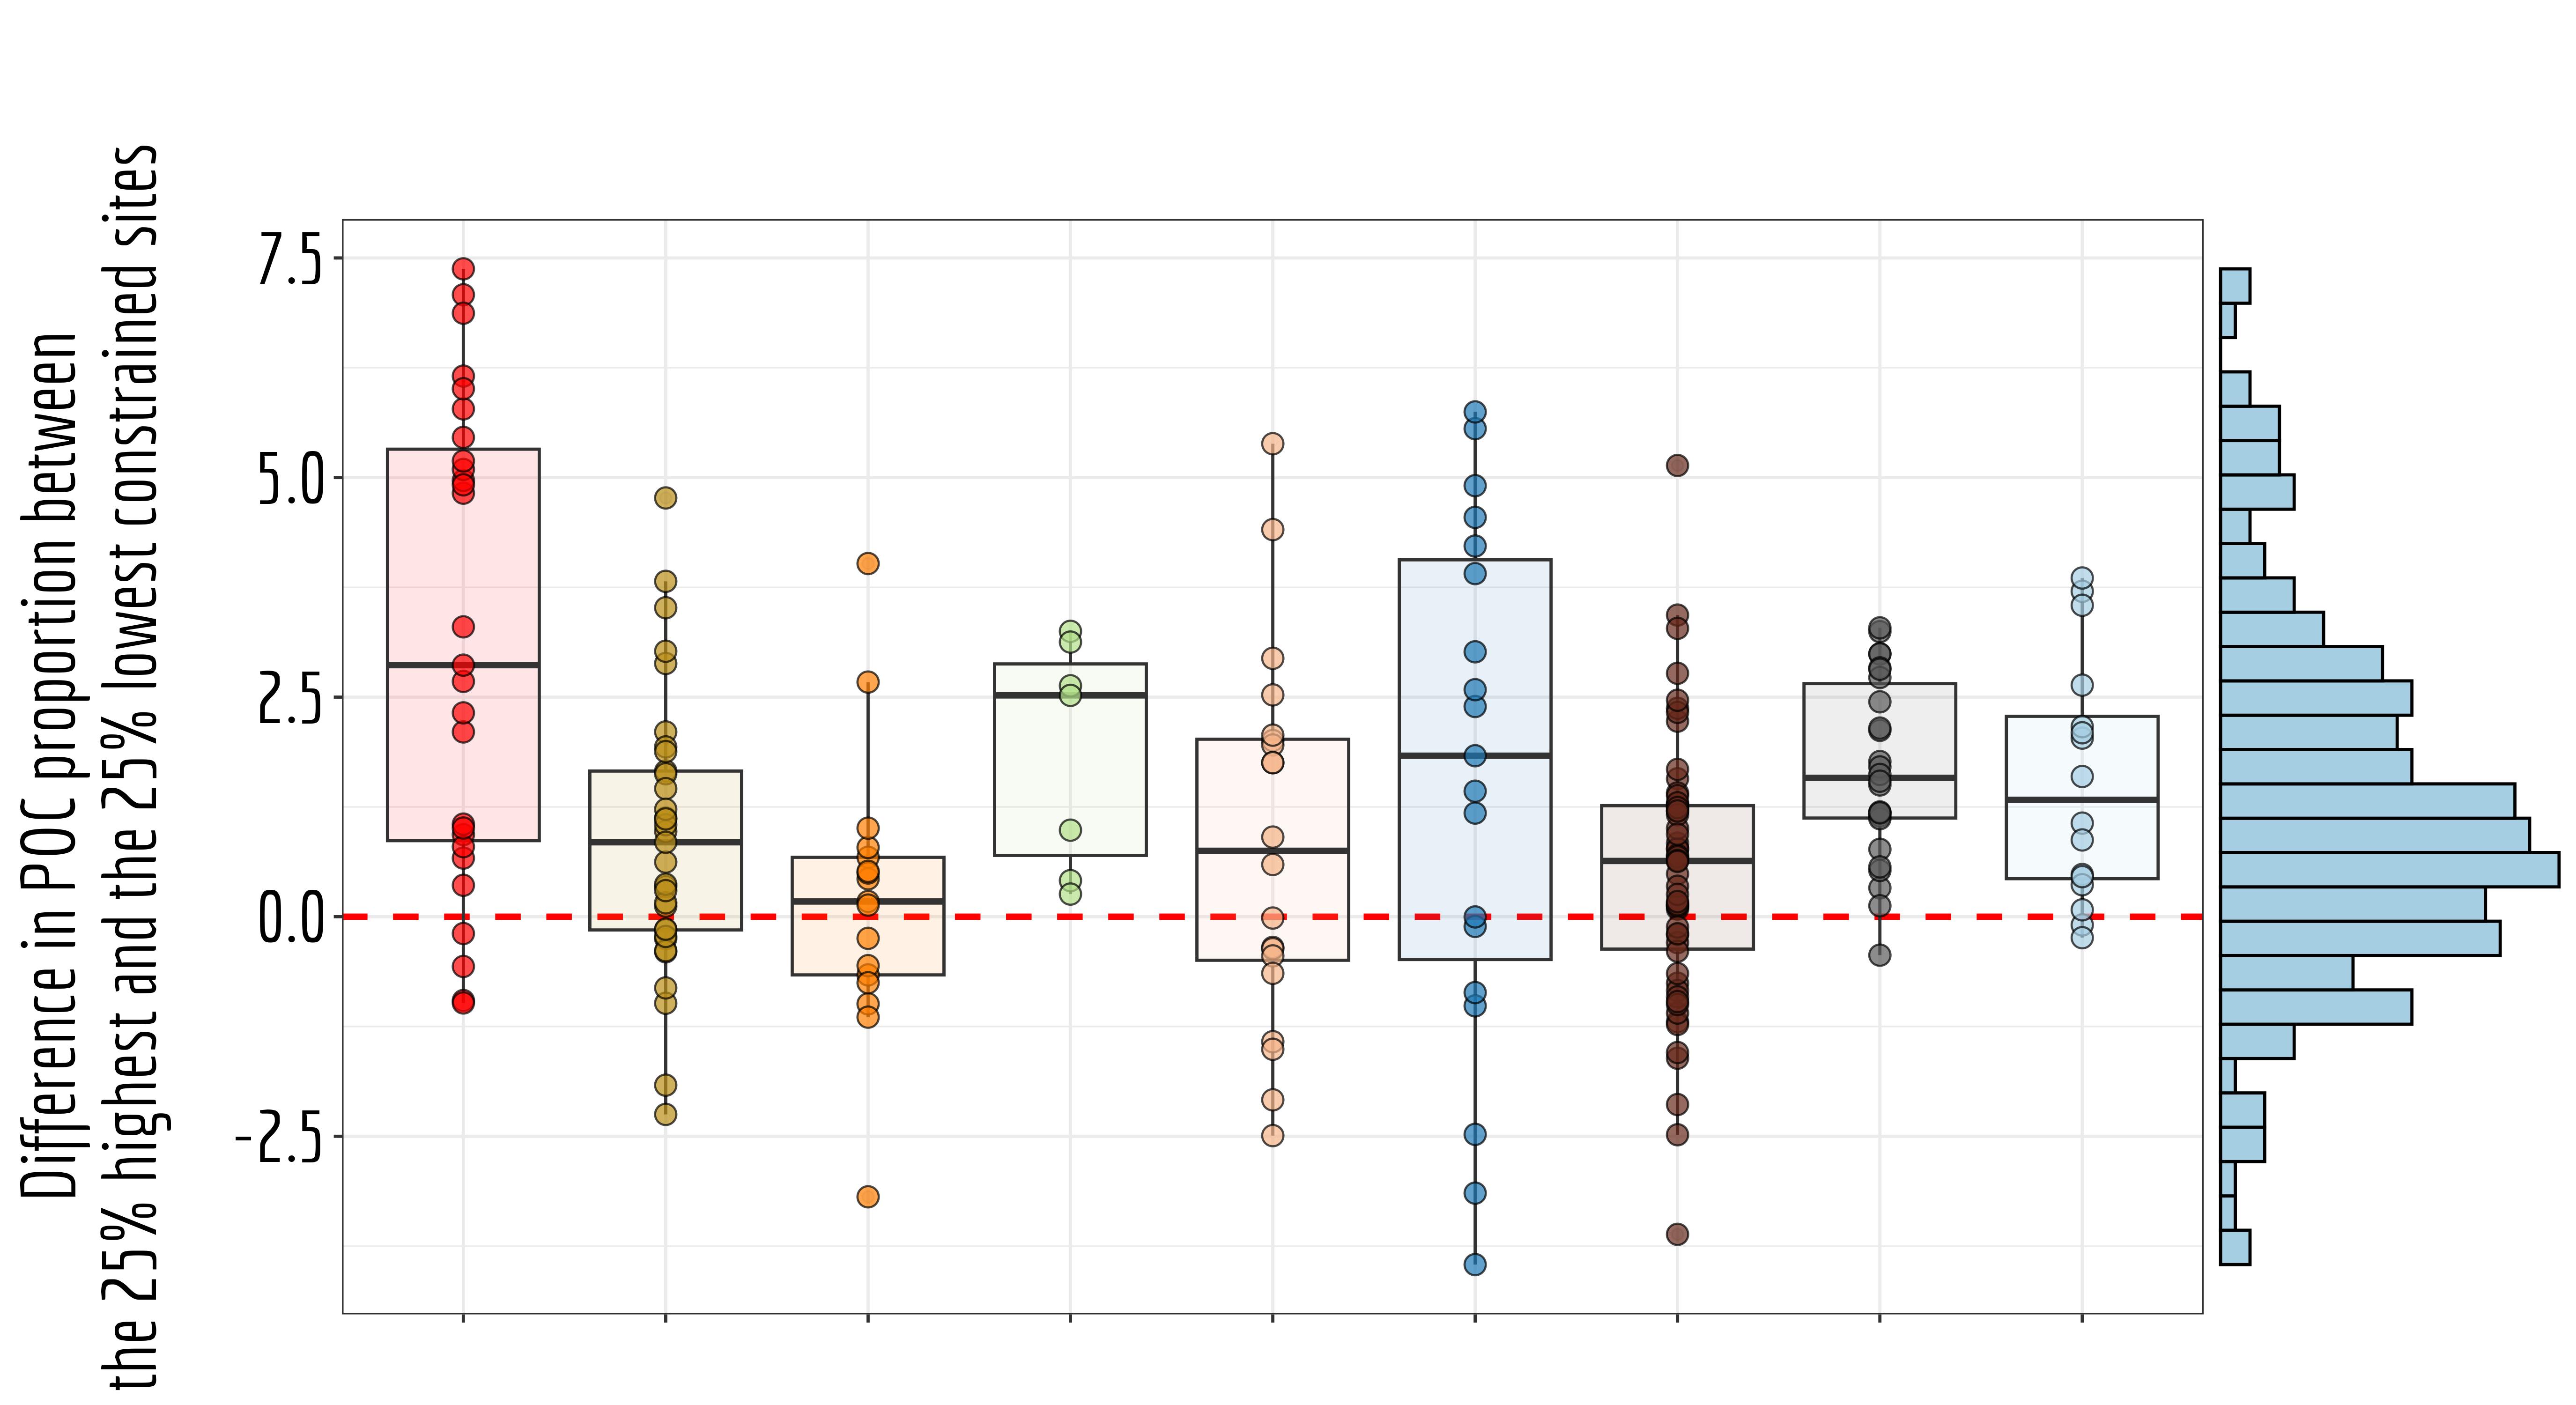 Difference in POC proportion between
the 25% highest and the 25% lowest constrained sites
7.5
5.0
2.5
0.0
-2.5